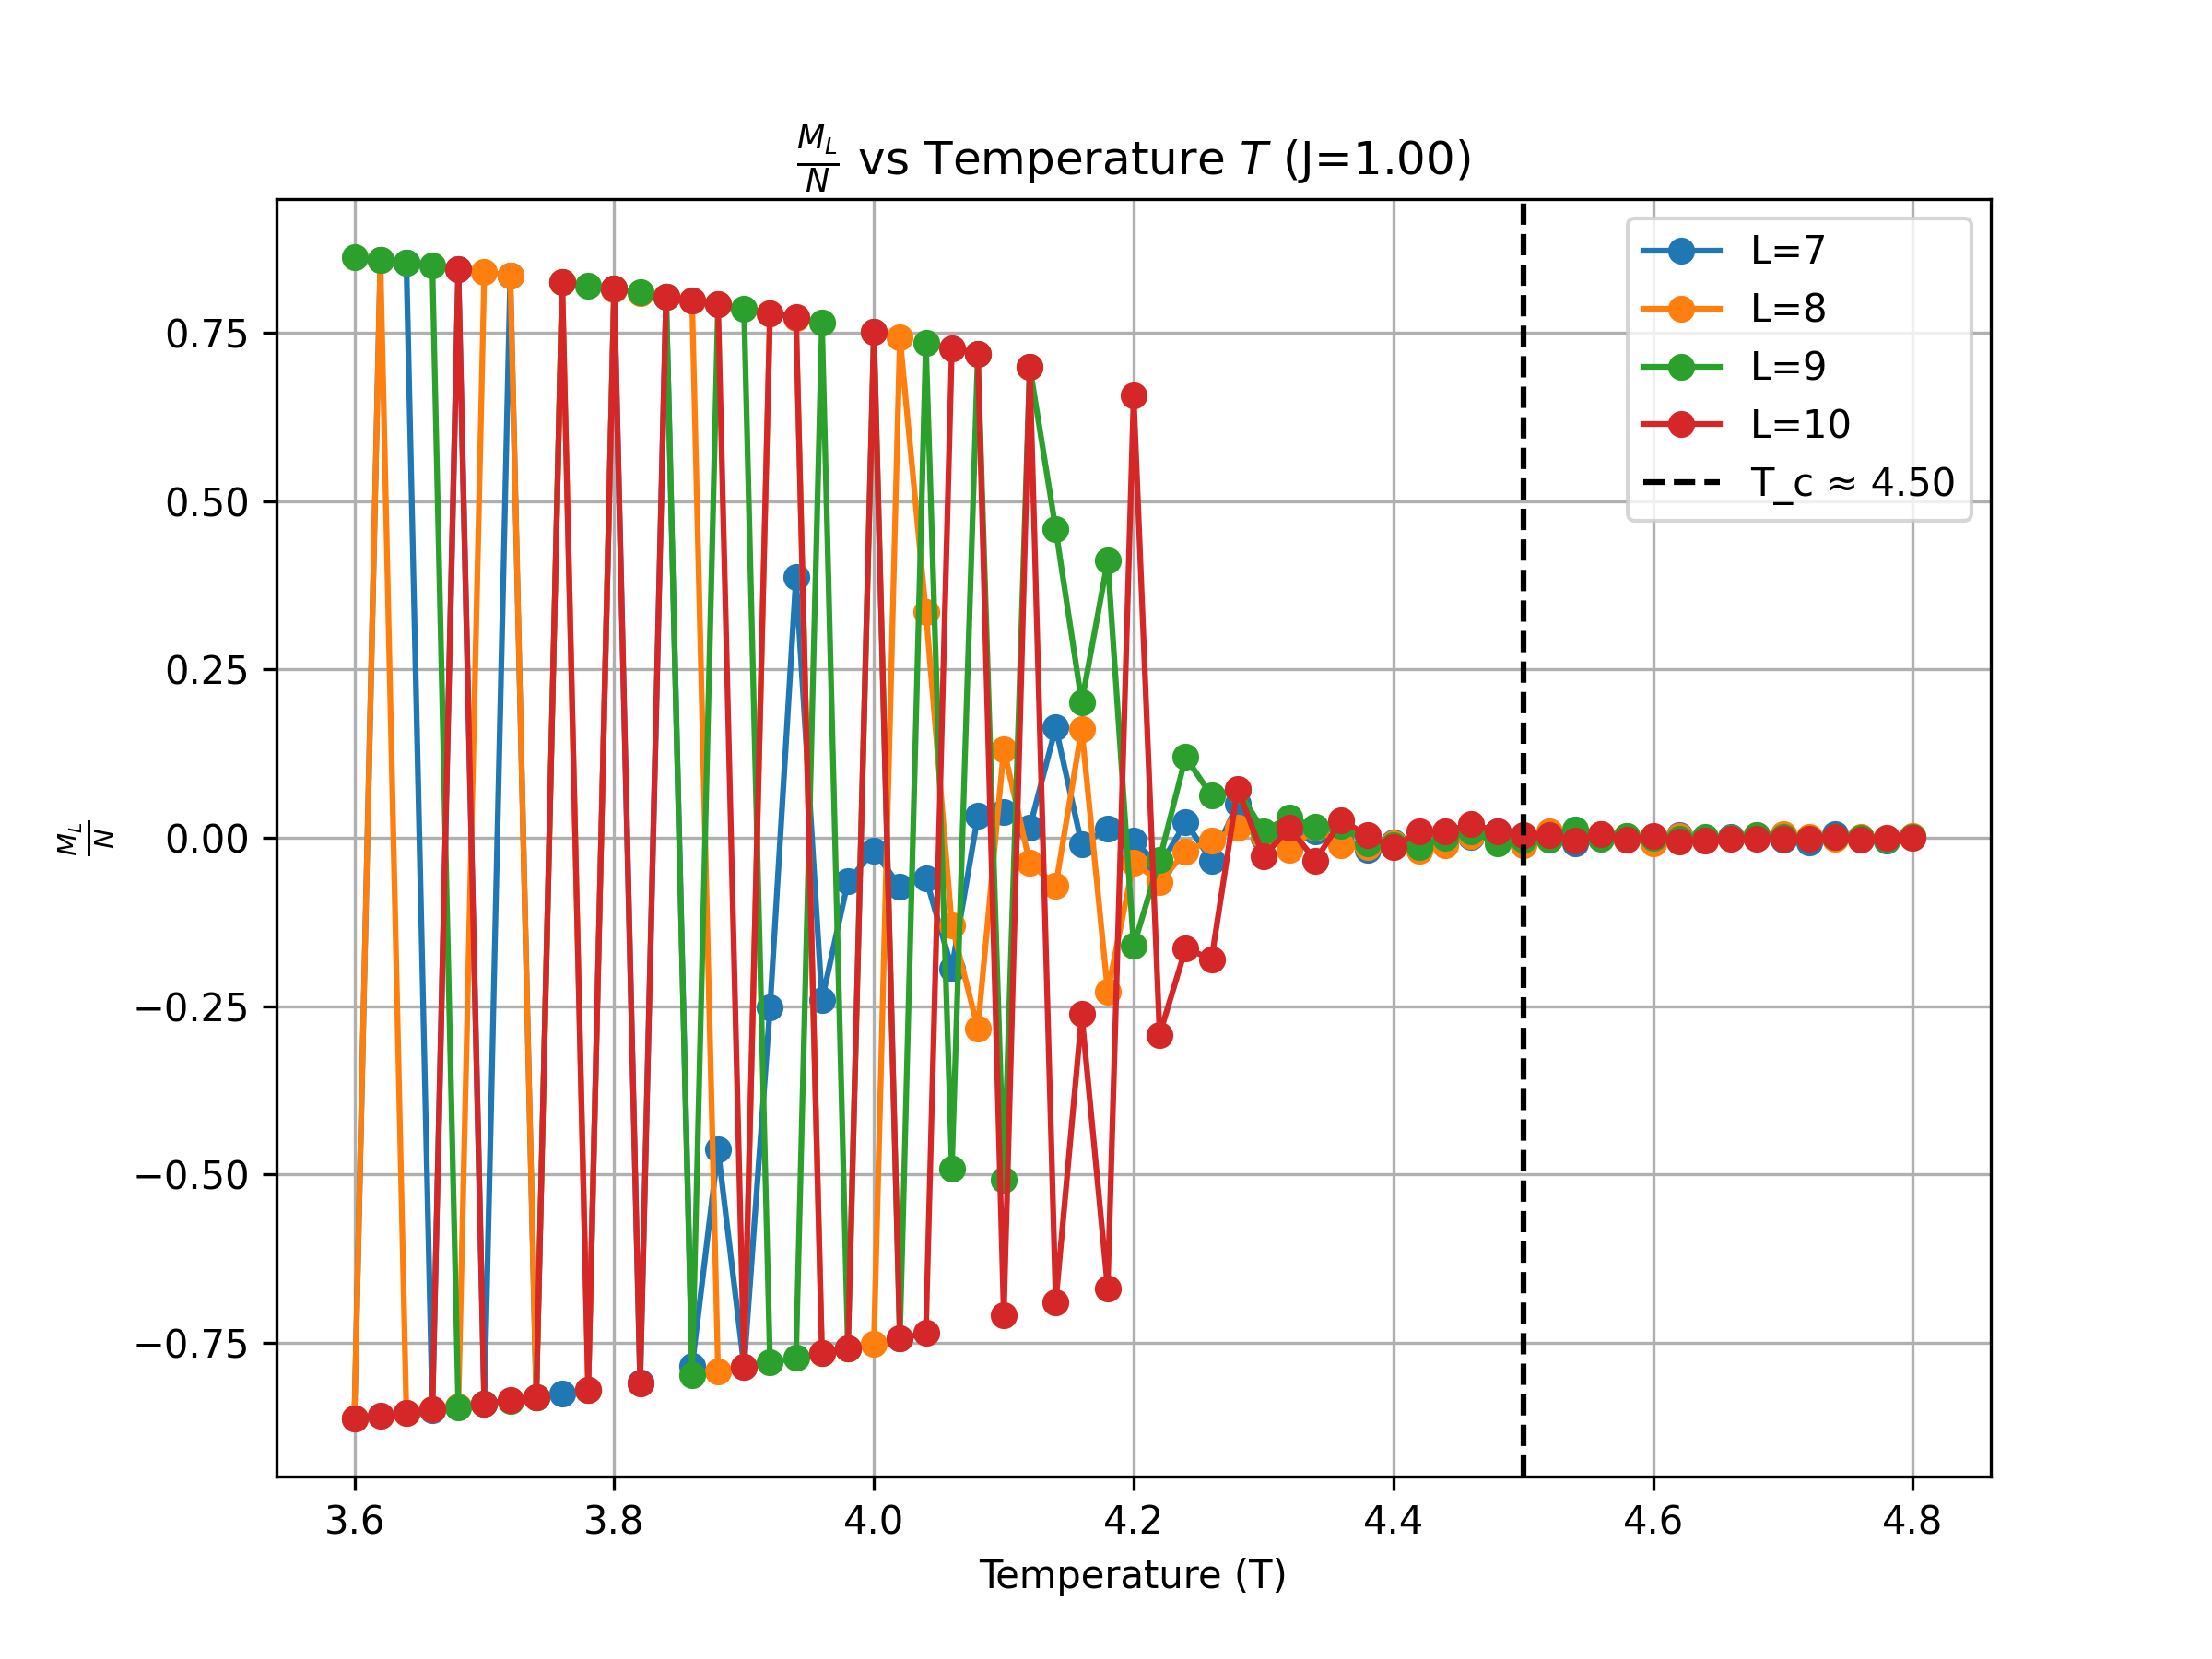 M_L/N vs Temperature T (J=1.00)
L=7
L=8
L=9
L=10
T_c ≈ 4.50
M_L/N
0.75
0.50
0.25
0.00
−0.25
−0.50
−0.75
3.6 3.8 4.0 4.2 4.4 4.6 4.8
Temperature (T)